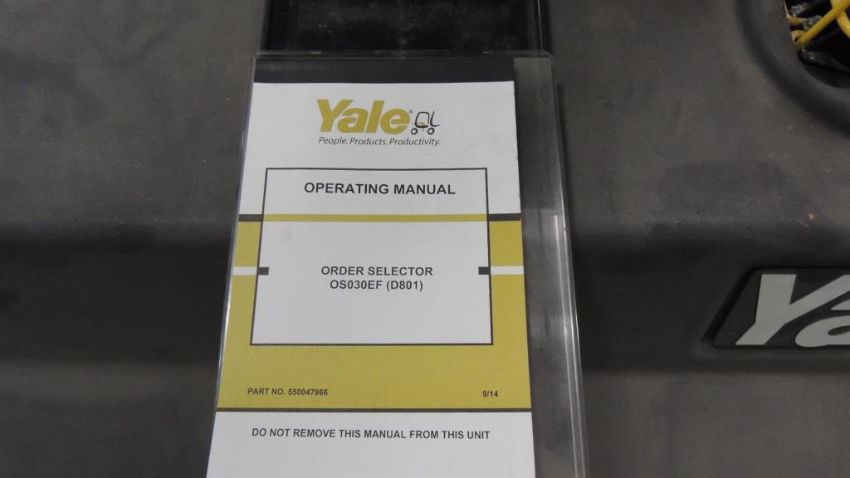 Yale
People. Products. Productivity.
OPERATING MANUAL
ORDER SELECTOR
OS030EF (D801)
PART NO. 550047966
9/14
DO NOT REMOVE THIS MANUAL FROM THIS UNIT
Ya